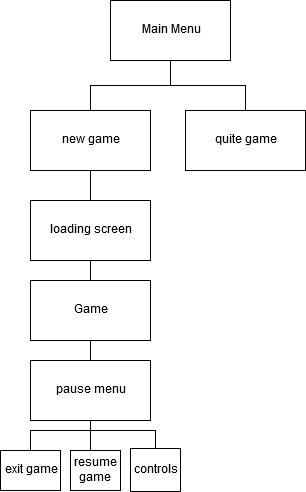 Main Menu
new game
quite game
loading screen
Game
pause menu
exit game
resume
game
controls